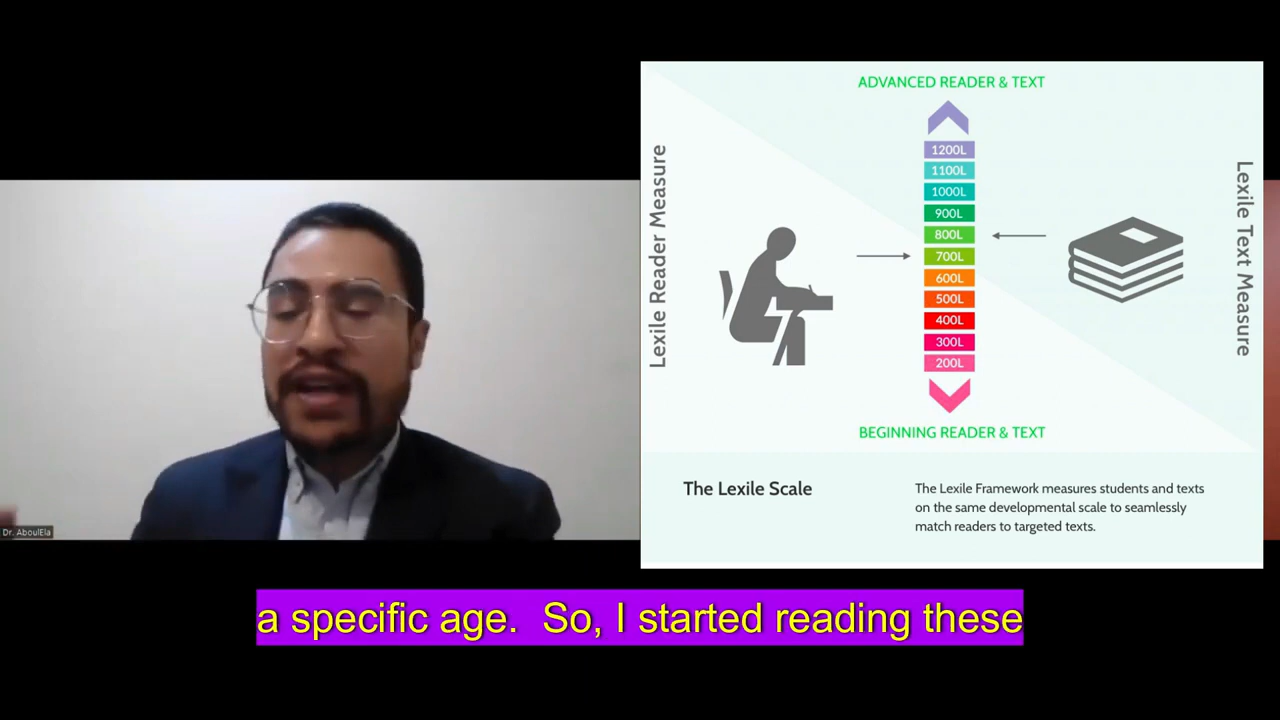 ADVANCED READER & TEXT
Lexile Reader Measure
1200L
1100L
1000L
900L
800L
700L
600L
500L
400L
300L
200L
Lexile Text Measure
BEGINNING READER & TEXT
The Lexile Scale
The Lexile Framework measures students and texts
on the same developmental scale to seamlessly
match readers to targeted texts.
Dr. AboulEla
a specific age.  So, I started reading these